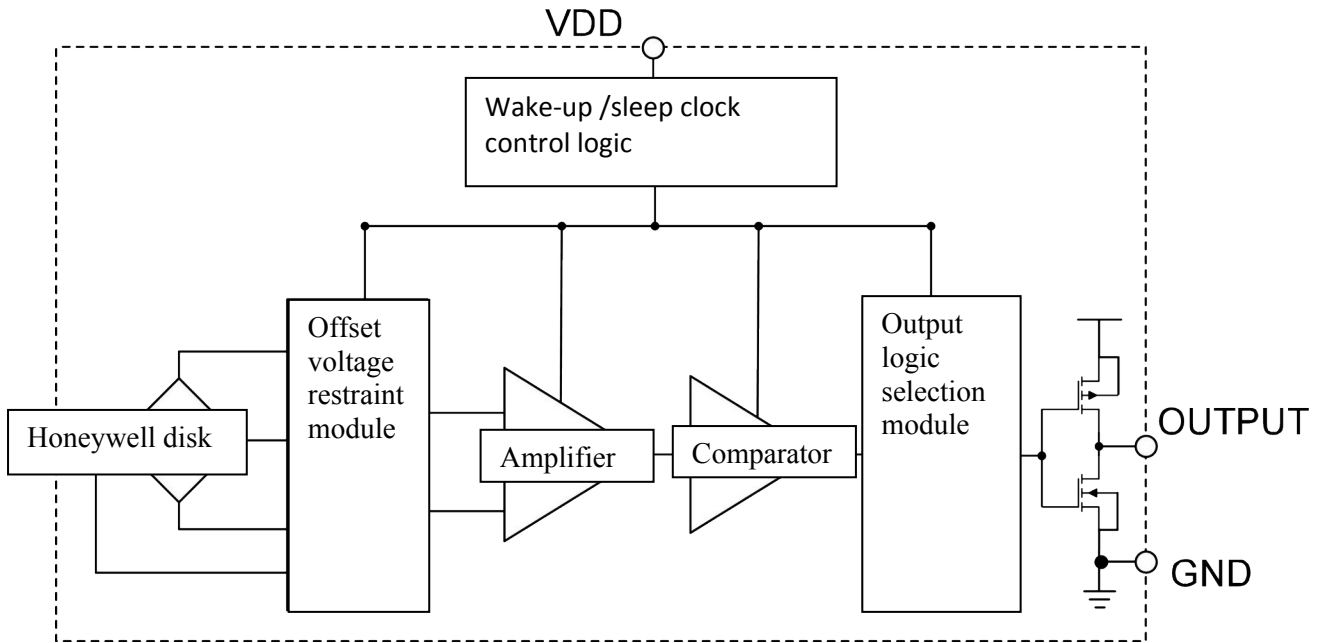 VDD
Wake-up /sleep clock
control logic
Offset
voltage
restraint
module
Output
logic
selection
module
Honeywell disk
Amplifier
Comparator
OUTPUT
GND